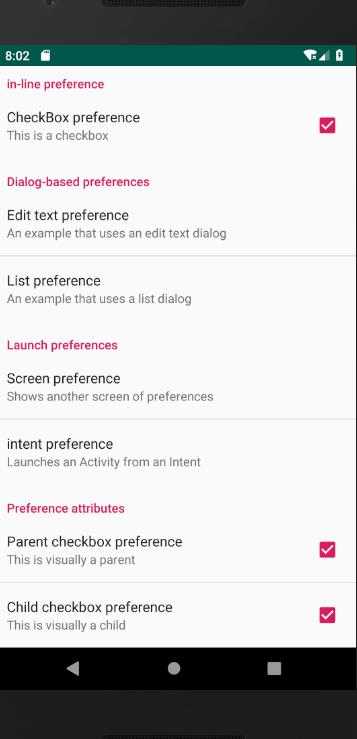 8:02
in-line preference
CheckBox preference
This is a checkbox
Dialog-based preferences
Edit text preference
An example that uses an edit text dialog
List preference
An example that uses a list dialog
Launch preferences
Screen preference
Shows another screen of preferences
intent preference
Launches an Activity from an Intent
Preference attributes
Parent checkbox preference
This is visually a parent
Child checkbox preference
This is visually a child